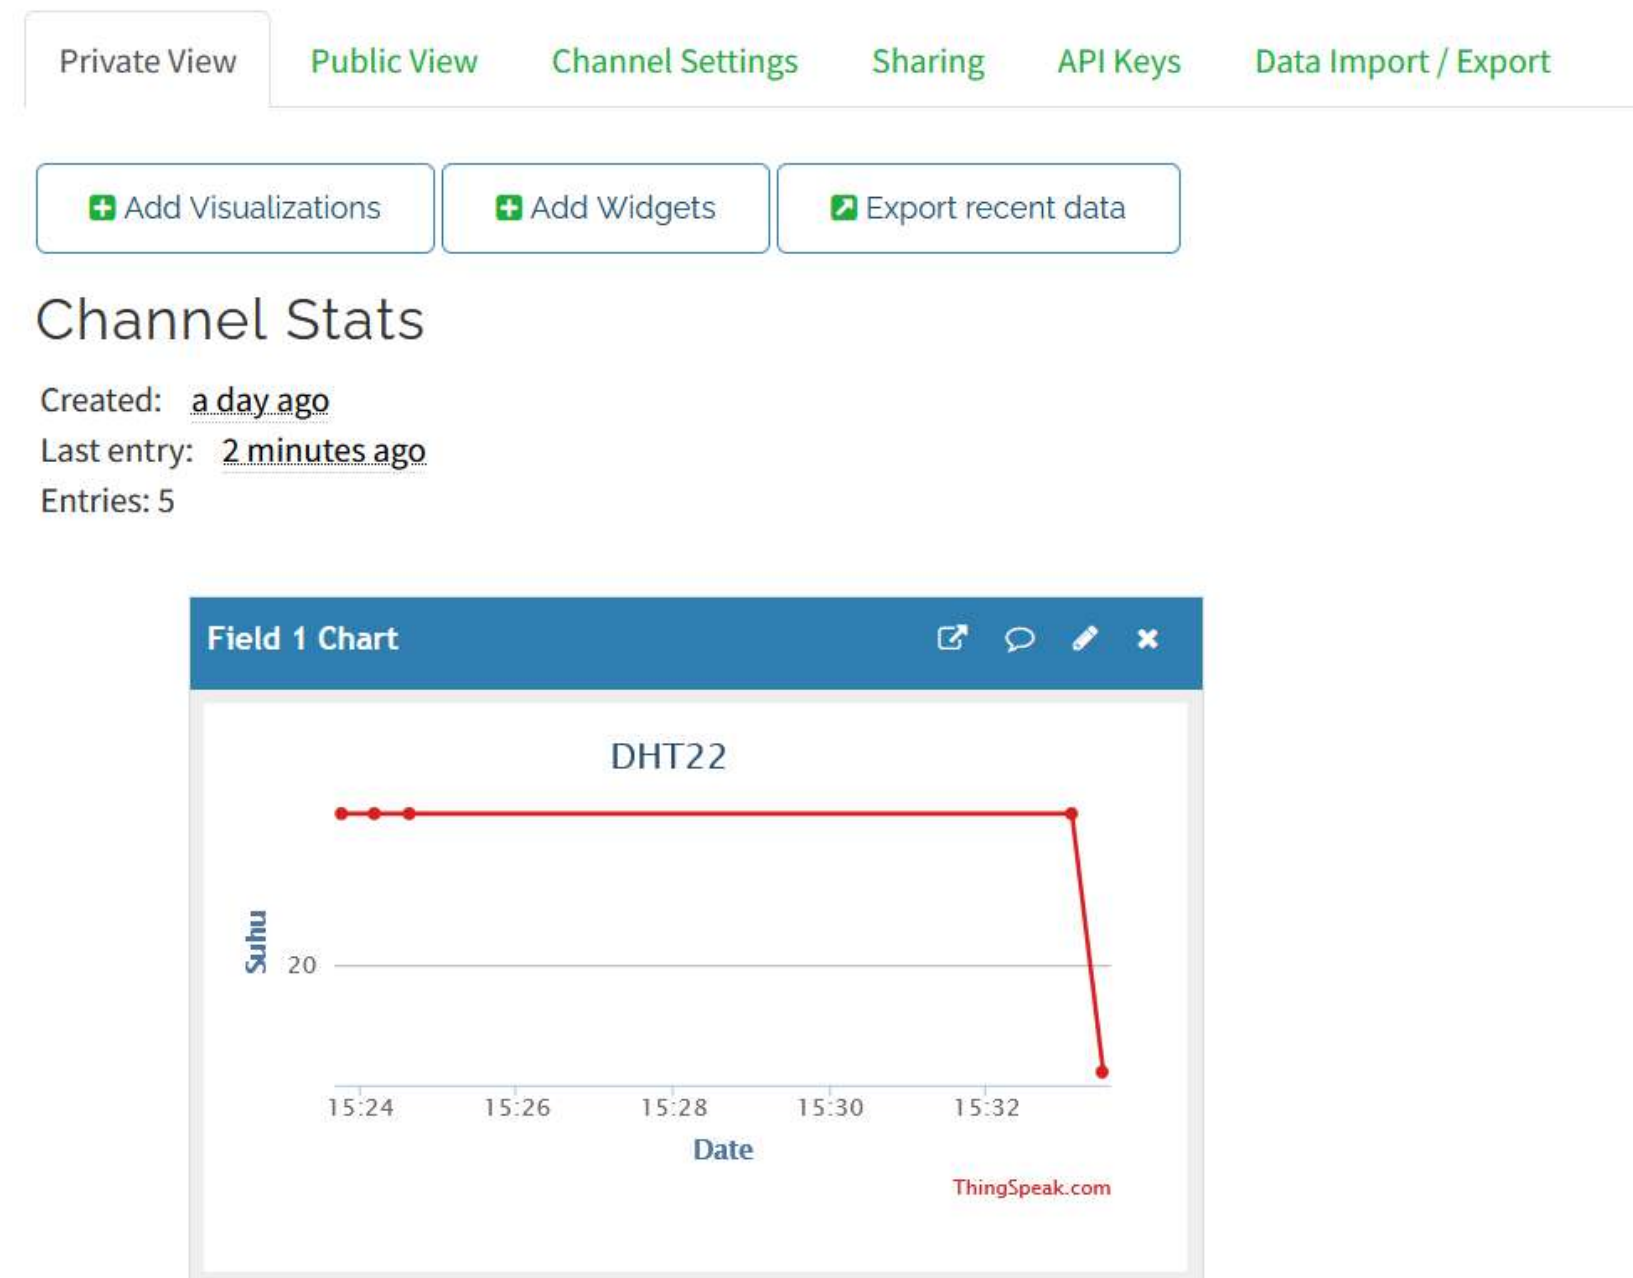 Private View Public View Channel Settings Sharing API Keys Data Import / Export
Add Visualizations Add Widgets Export recent data
Channel Stats
Created: a day ago
Last entry: 2 minutes ago
Entries: 5
Field 1 Chart
DHT22
Suhu
20
15:24 15:26 15:28 15:30 15:32
Date
ThingSpeak.com